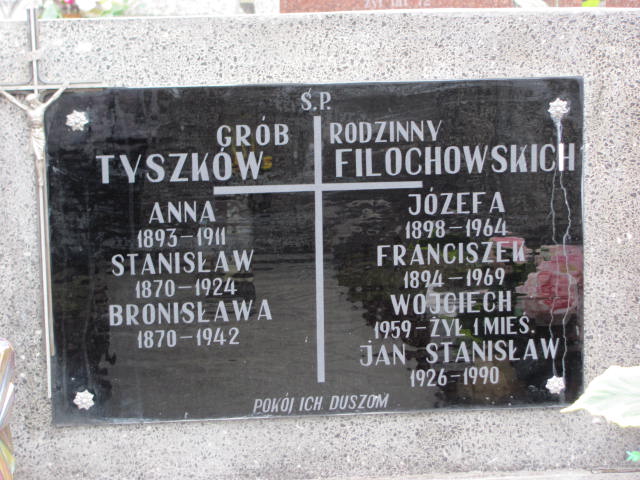 Ś.P.
GRÓB RODZINNY
TYSZKÓW FILOCHOWSKICH
ANNA
1893-1911
STANISŁAW
1870-1924
BRONISŁAWA
1870-1942
JÓZEFA
1898-1964
FRANCISZEK
1894-1969
WOJCIECH
1959-ŻYŁ 1 MIEŚ.
JAN STANISŁAW
1926-1990
POKÓJ ICH DUSZOM